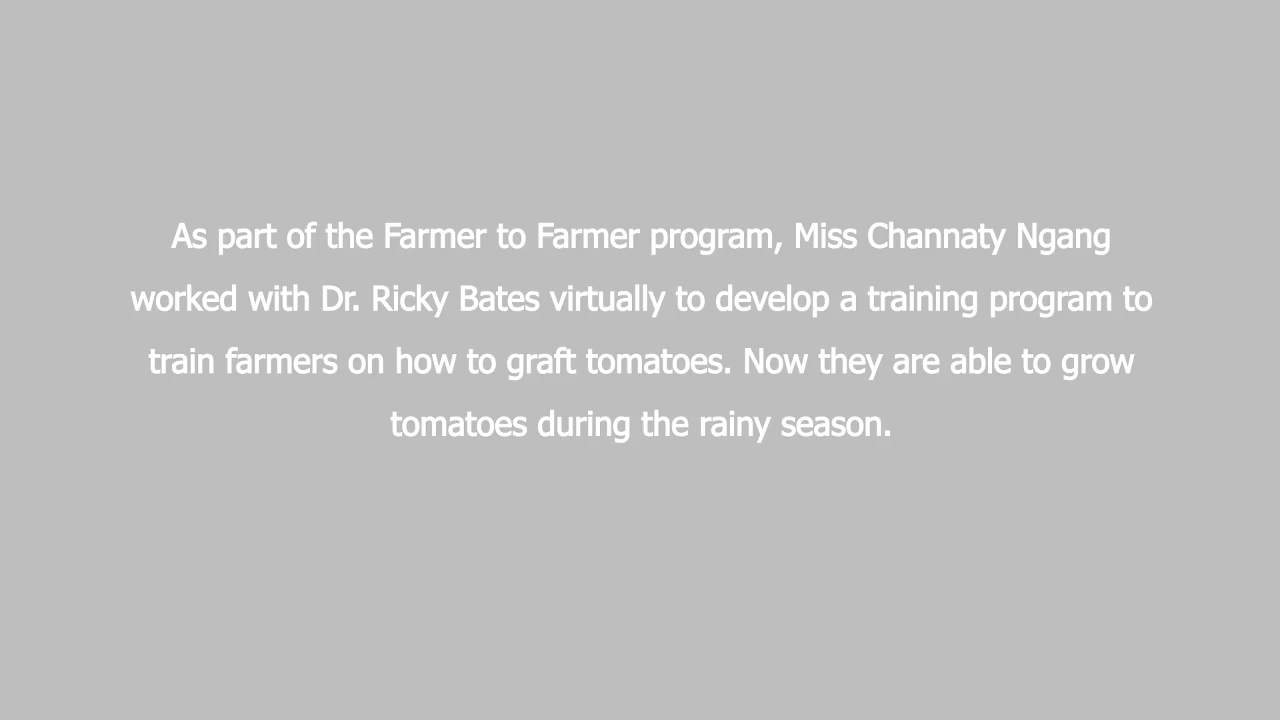 As part of the Farmer to Farmer program, Miss Channaty Ngang
worked with Dr. Ricky Bates virtually to develop a training program to
train farmers on how to graft tomatoes. Now they are able to grow
tomatoes during the rainy season.